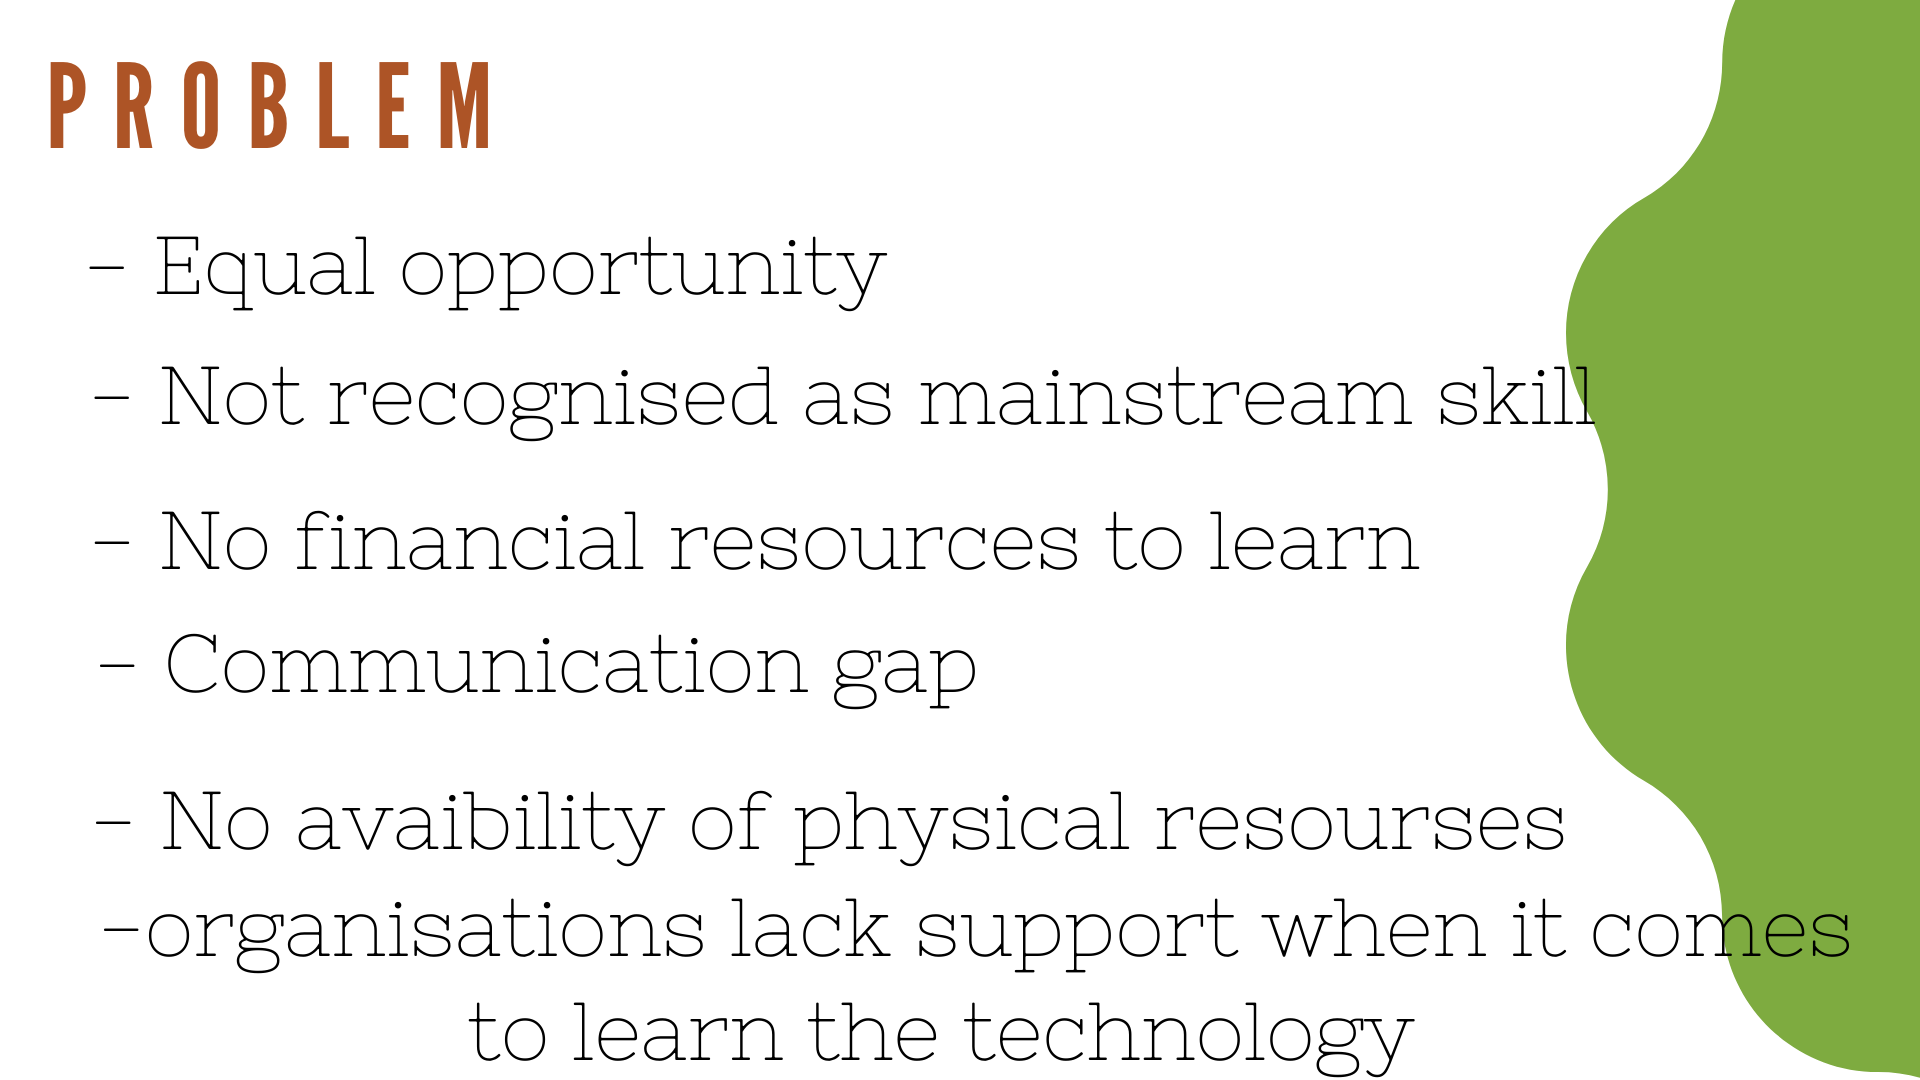 PROBLEM
- Equal opportunity
- Not recognised as mainstream skill
- No financial resources to learn
- Communication gap
- No avaibility of physical resourses
-organisations lack support when it comes
to learn the technology